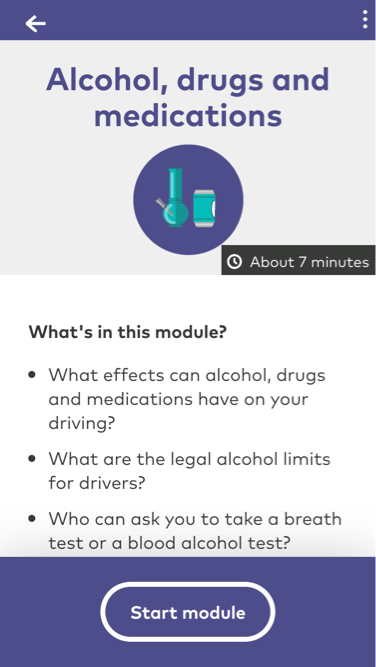 Alcohol, drugs and
medications
About 7 minutes
What's in this module?
• What effects can alcohol, drugs
and medications have on your
driving?
• What are the legal alcohol limits
for drivers?
• Who can ask you to take a breath
test or a blood alcohol test?
Start module